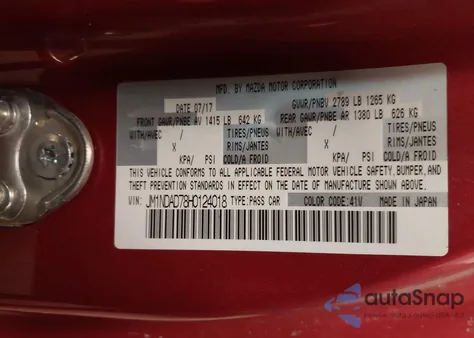 MFD. BY MAZDA MOTOR CORPORATION
DATE 07/17 GVWR/PNBV 2789 LB 1265 KG
FRONT GAWR/PNBE AV 1415 LB 642 KG REAR GAWR/PNBE AR 1380 LB 626 KG
WITH/AVEC / TIRES/PNEUS WITH/AVEC / TIRES/PNEUS
X RIMS/JANTES X RIMS/JANTES
KPA/ PSI COLD/A FROID KPA/ PSI COLD/A FROID
THIS VEHICLE CONFORMS TO ALL APPLICABLE FEDERAL MOTOR VEHICLE SAFETY, BUMPER, AND
THEFT PREVENTION STANDARDS IN EFFECT ON THE DATE OF MANUFACTURE SHOWN ABOVE.
VIN: JM1NDAD78H0124018 TYPE:PASS CAR COLOR CODE:41V MADE IN JAPAN
autoSnap